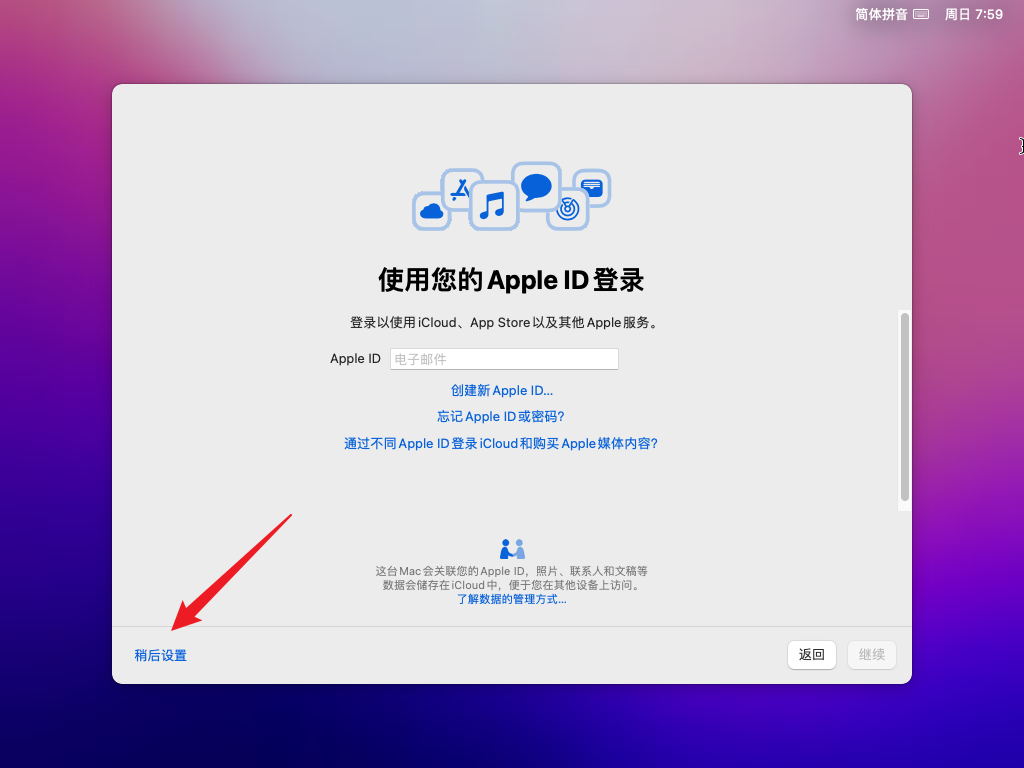 简体拼音 周日 7:59
使用您的 Apple ID 登录
登录以使用 iCloud、App Store 以及其他 Apple 服务。
Apple ID 电子邮件
创建新 Apple ID...
忘记 Apple ID 或密码?
通过不同 Apple ID 登录 iCloud 和购买 Apple 媒体内容?
这台 Mac 会关联您的 Apple ID，照片、联系人和文稿等
数据会储存在 iCloud 中，便于您在其他设备上访问。
了解数据的管理方式...
稍后设置 返回 继续